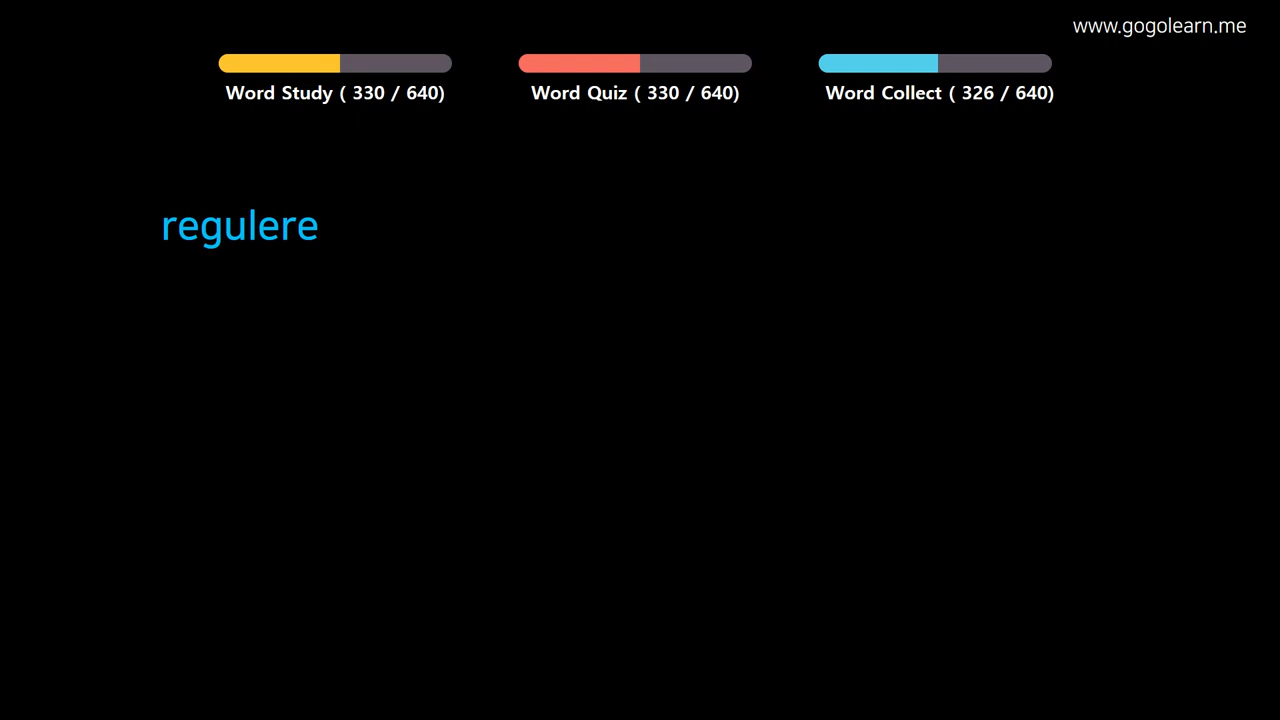 www.gogolearn.me
Word Study ( 330 / 640)
Word Quiz ( 330 / 640)
Word Collect ( 326 / 640)
regulere